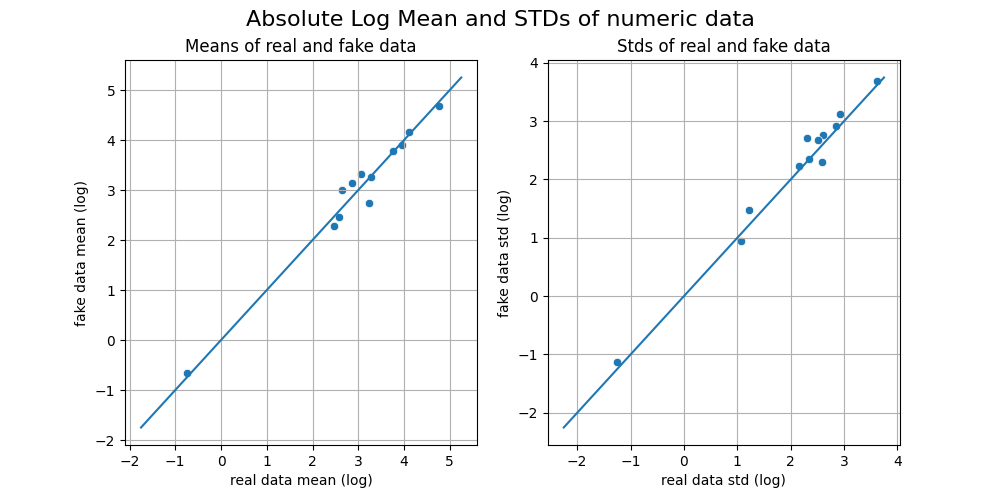 Absolute Log Mean and STDs of numeric data
Means of real and fake data
5
4
3
2
1
0
−1
−2
fake data mean (log)
−2 −1 0 1 2 3 4 5
real data mean (log)
Stds of real and fake data
4
3
2
1
0
−1
−2
fake data std (log)
−2 −1 0 1 2 3 4
real data std (log)